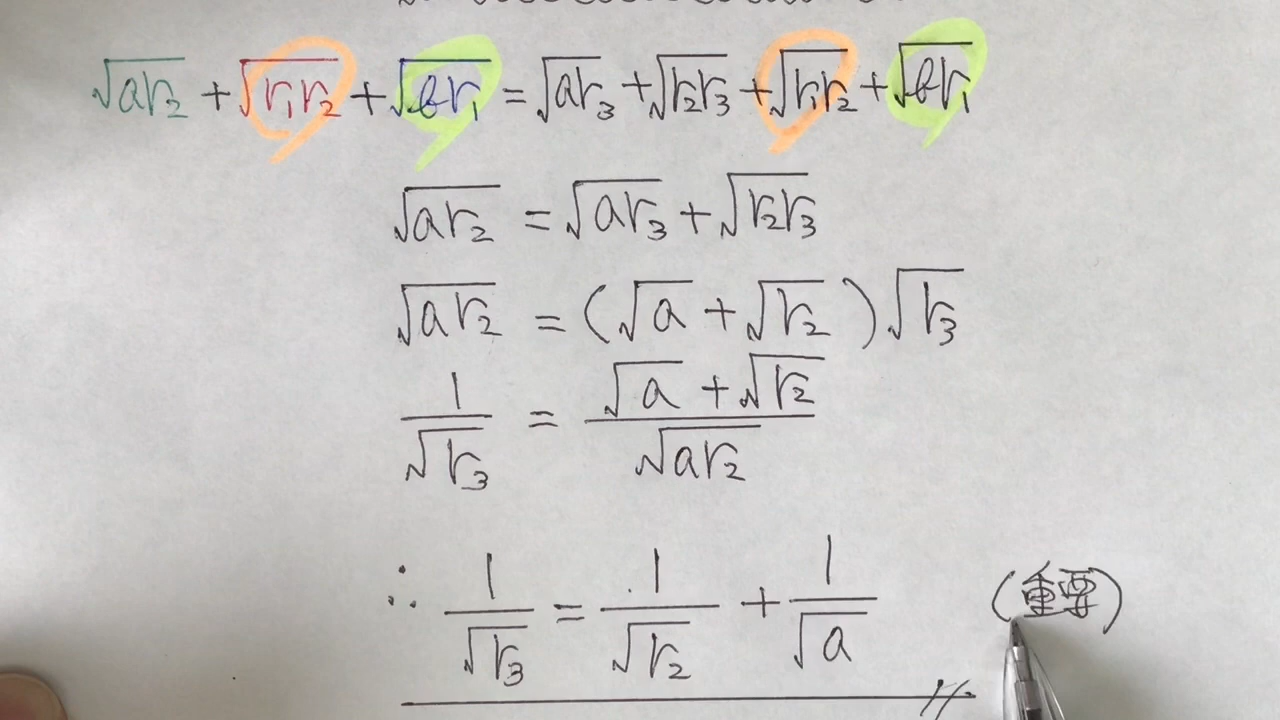 √ar₂ + √r₁r₂ + √br₁ = √ar₃ + √r₂r₃ + √r₁r₂ + √br₁
√ar₂ = √ar₃ + √r₂r₃
√ar₂ = (√a + √r₂)√r₃
1/√r₃ = (√a + √r₂)/√ar₂
∴ 1/√r₃ = 1/√r₂ + 1/√a (重要)